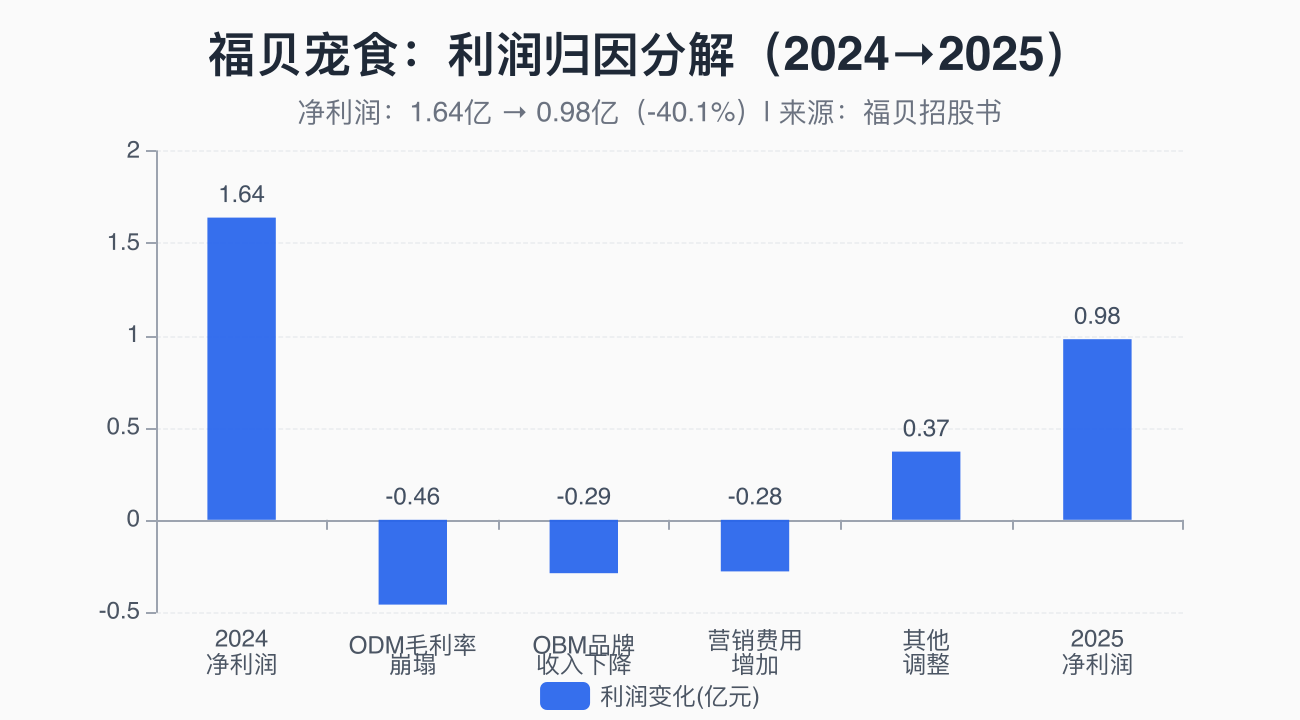 福贝宠食：利润归因分解（2024→2025）
净利润：1.64亿 → 0.98亿（-40.1%）| 来源：福贝招股书
2
1.5
1
0.5
0
-0.5
1.64
-0.46
-0.29
-0.28
0.37
0.98
2024
净利润
ODM毛利率
崩塌
OBM品牌
收入下降
营销费用
增加
其他
调整
2025
净利润
利润变化(亿元)